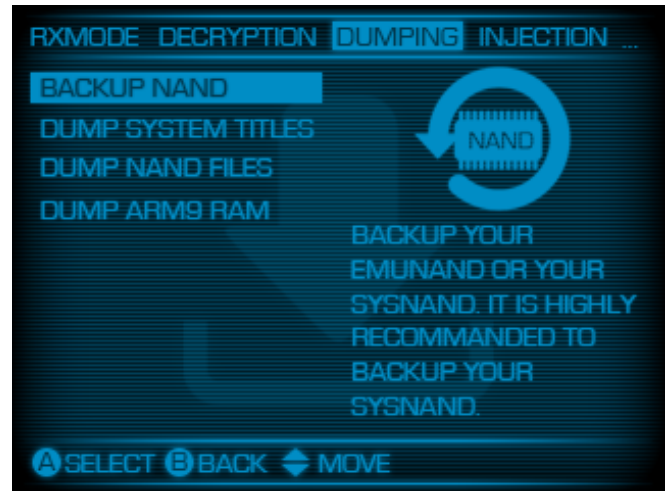 RXMODE DECRYPTION DUMPING INJECTION ...
BACKUP NAND
DUMP SYSTEM TITLES
DUMP NAND FILES
DUMP ARM9 RAM
NAND
BACKUP YOUR
EMUNAND OR YOUR
SYSNAND. IT IS HIGHLY
RECOMMANDED TO
BACKUP YOUR
SYSNAND.
A SELECT B BACK MOVE